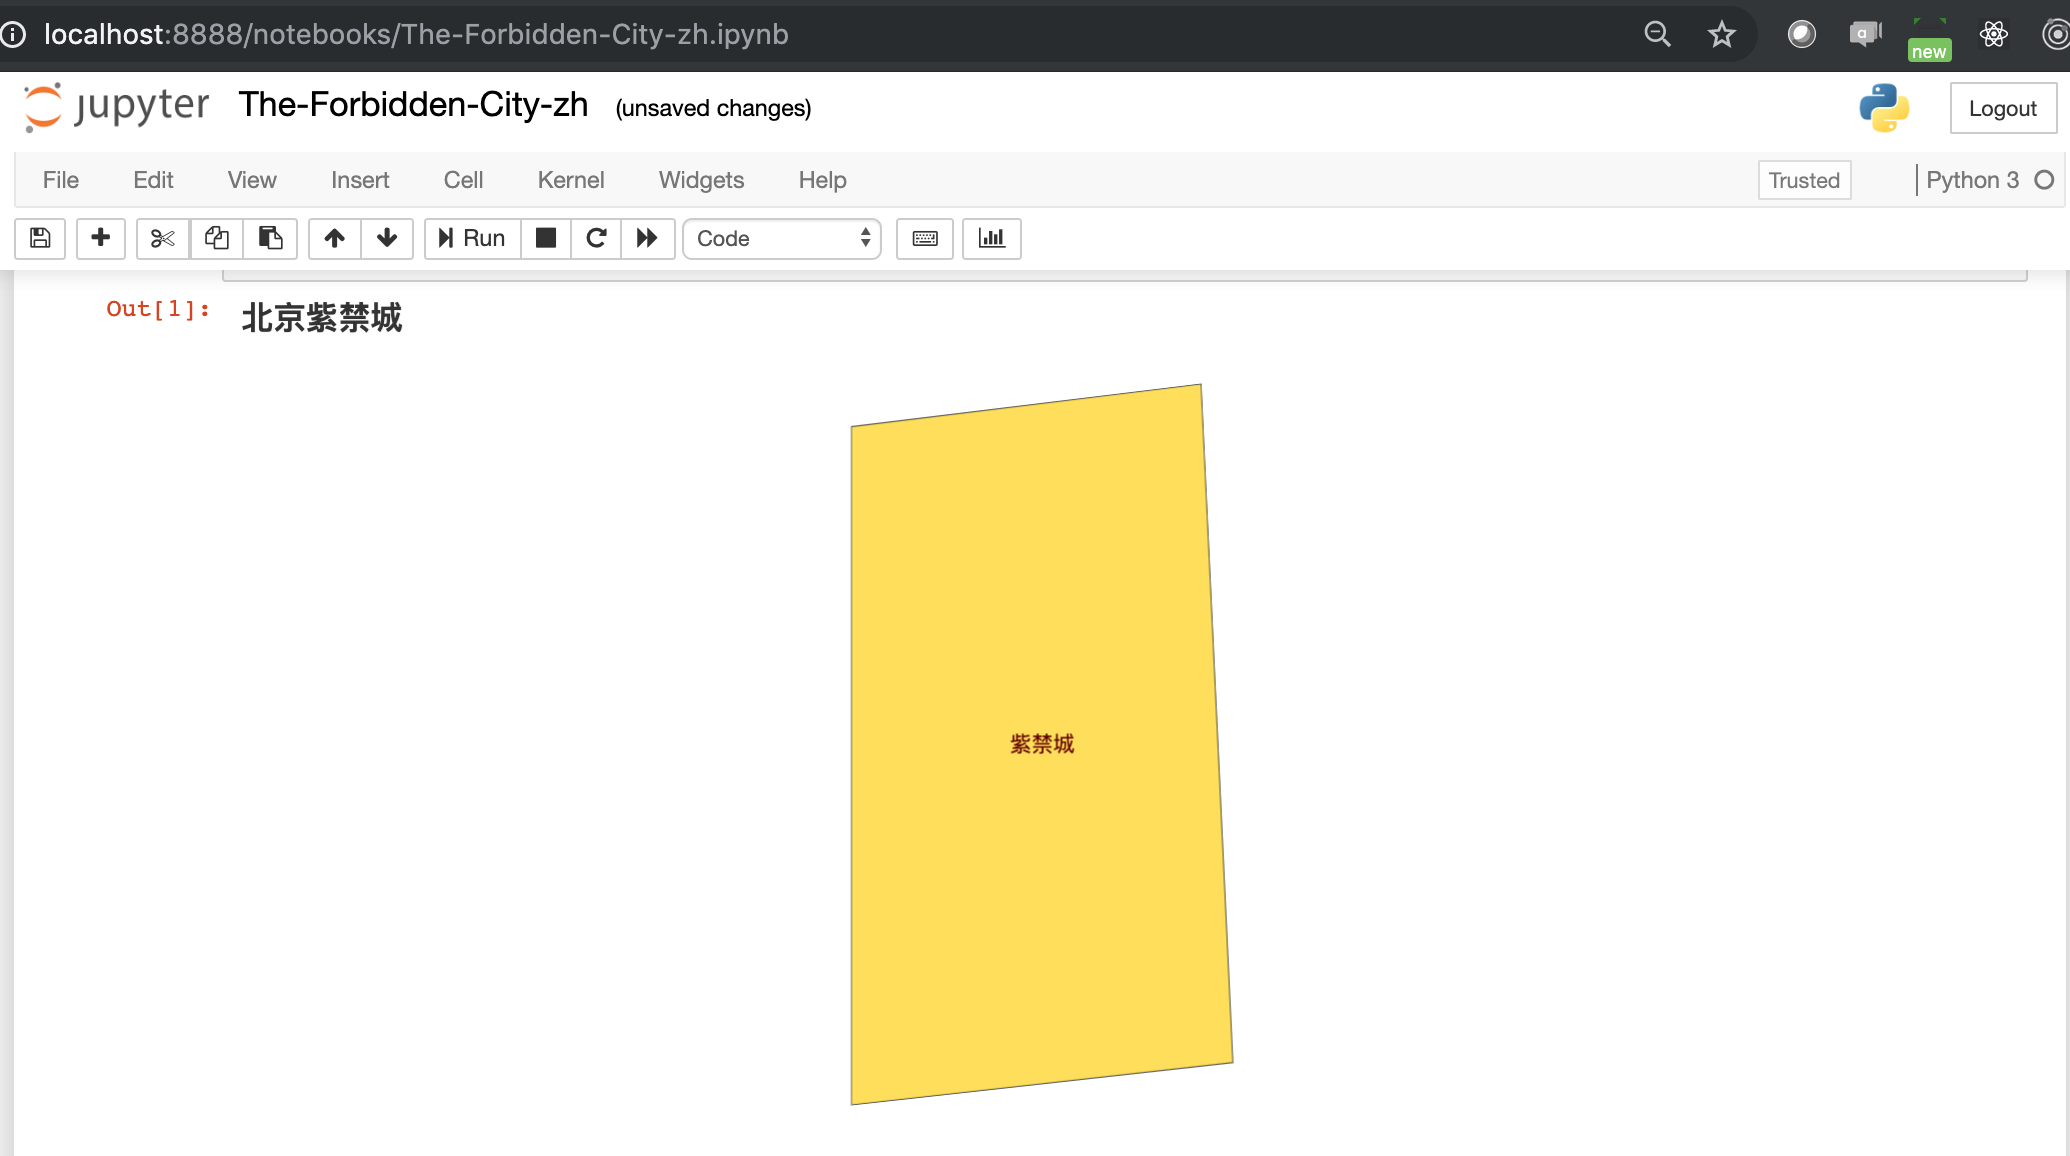 localhost:8888/notebooks/The-Forbidden-City-zh.ipynb
a
new
jupyter The-Forbidden-City-zh (unsaved changes)
Logout
File Edit View Insert Cell Kernel Widgets Help Trusted Python 3
Run Code
Out[1]: 北京紫禁城
紫禁城